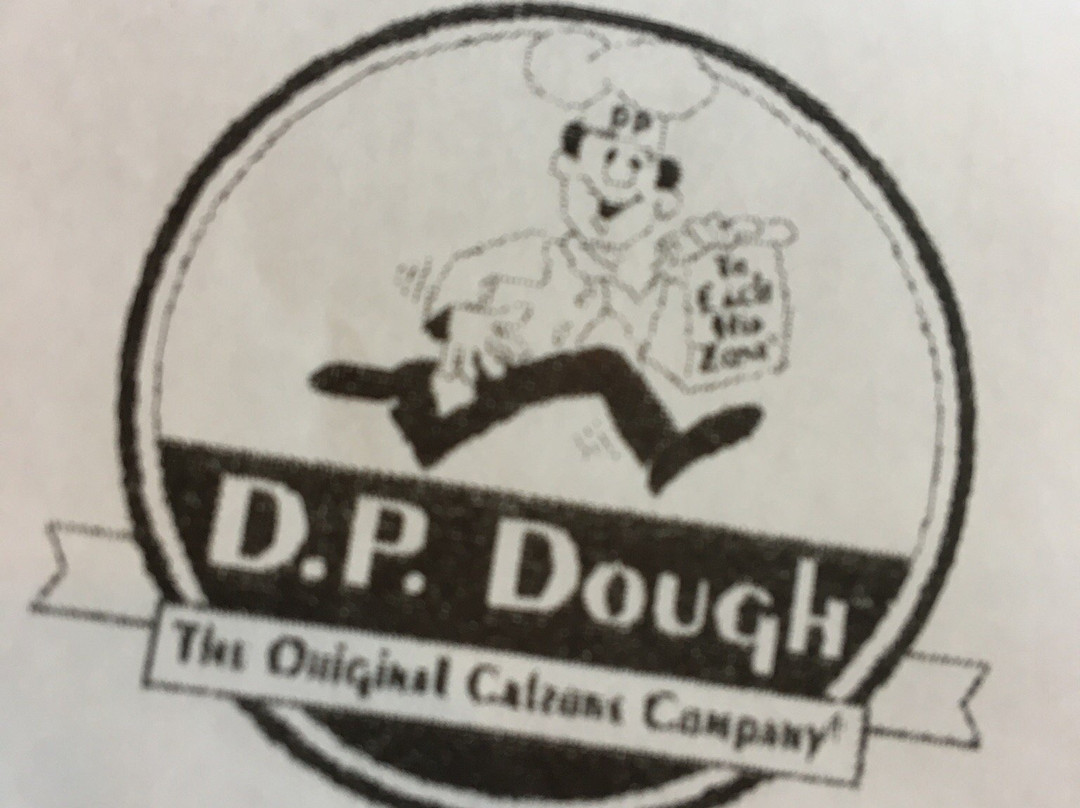 DP
To
Each
His
Zone
D.P. Dough
The Original Calzone Company